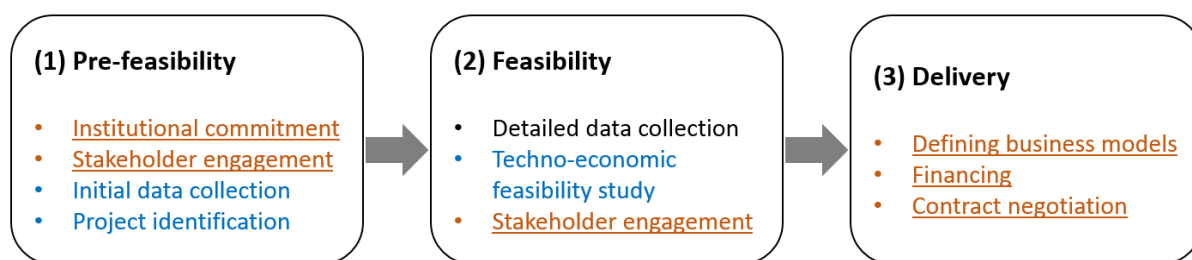 (1) Pre-feasibility
• Institutional commitment
• Stakeholder engagement
• Initial data collection
• Project identification
(2) Feasibility
• Detailed data collection
• Techno-economic
feasibility study
• Stakeholder engagement
(3) Delivery
• Defining business models
• Financing
• Contract negotiation